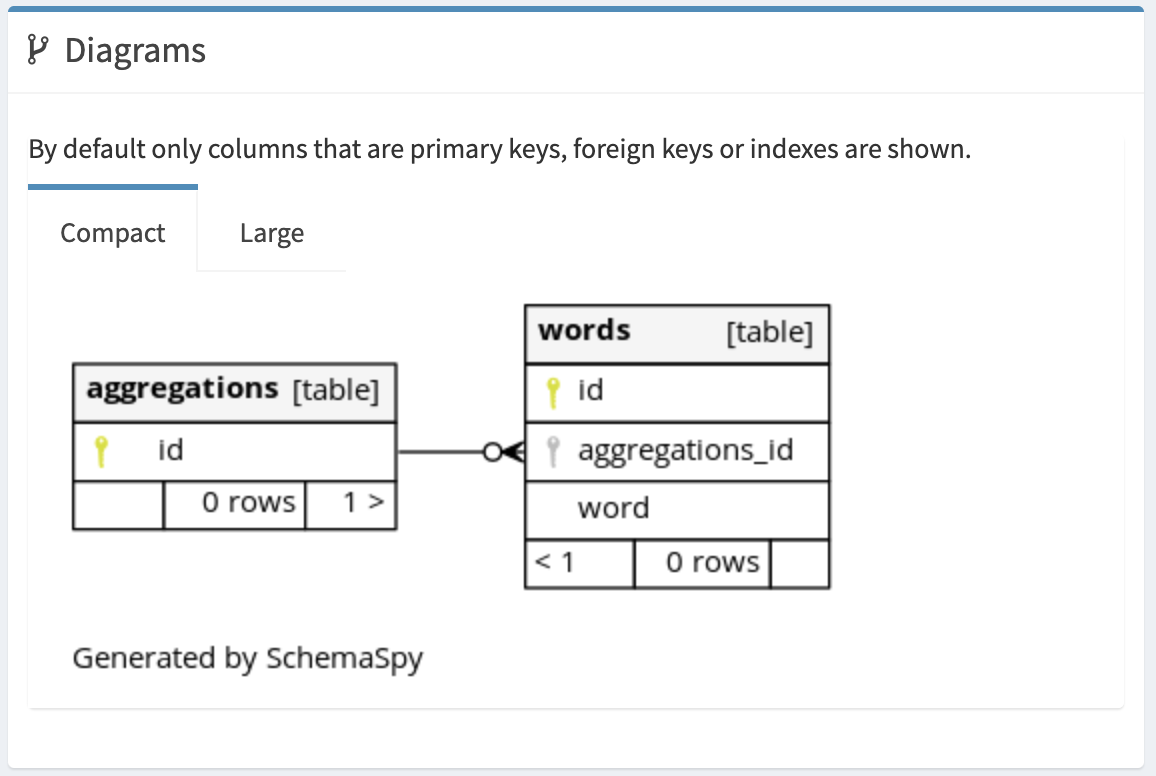 Diagrams
By default only columns that are primary keys, foreign keys or indexes are shown.
Compact Large
aggregations [table]
id
0 rows 1 >
words [table]
id
aggregations_id
word
< 1 0 rows
Generated by SchemaSpy